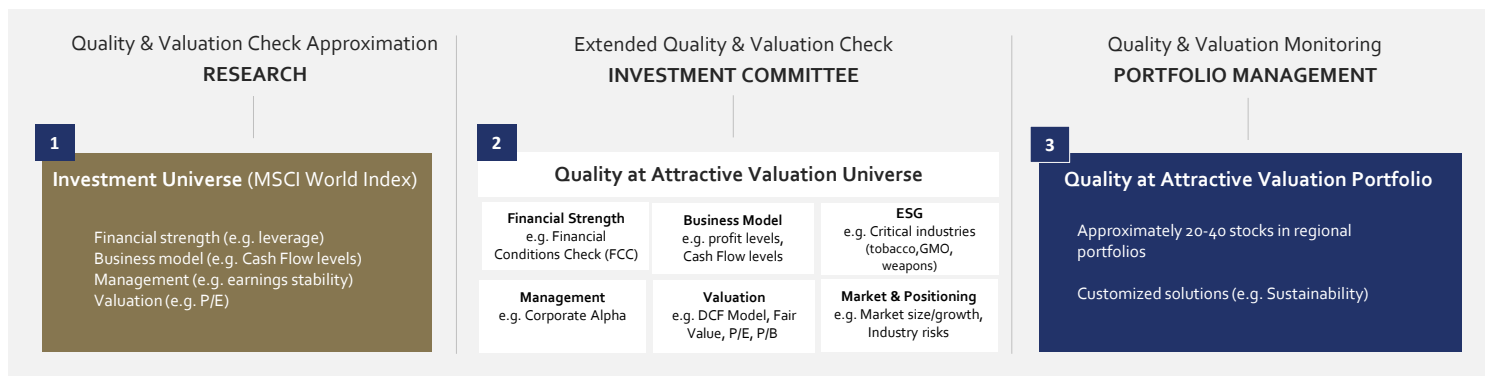 Quality & Valuation Check Approximation
RESEARCH
1
Investment Universe (MSCI World Index)
Financial strength (e.g. leverage)
Business model (e.g. Cash Flow levels)
Management (e.g. earnings stability)
Valuation (e.g. P/E)
Extended Quality & Valuation Check
INVESTMENT COMMITTEE
2
Quality at Attractive Valuation Universe
Financial Strength
e.g. Financial
Conditions Check (FCC)
Business Model
e.g. profit levels,
Cash Flow levels
ESG
e.g. Critical industries
(tobacco,GMO,
weapons)
Management
e.g. Corporate Alpha
Valuation
e.g. DCF Model, Fair
Value, P/E, P/B
Market & Positioning
e.g. Market size/growth,
Industry risks
Quality & Valuation Monitoring
PORTFOLIO MANAGEMENT
3
Quality at Attractive Valuation Portfolio
Approximately 20-40 stocks in regional
portfolios
Customized solutions (e.g. Sustainability)